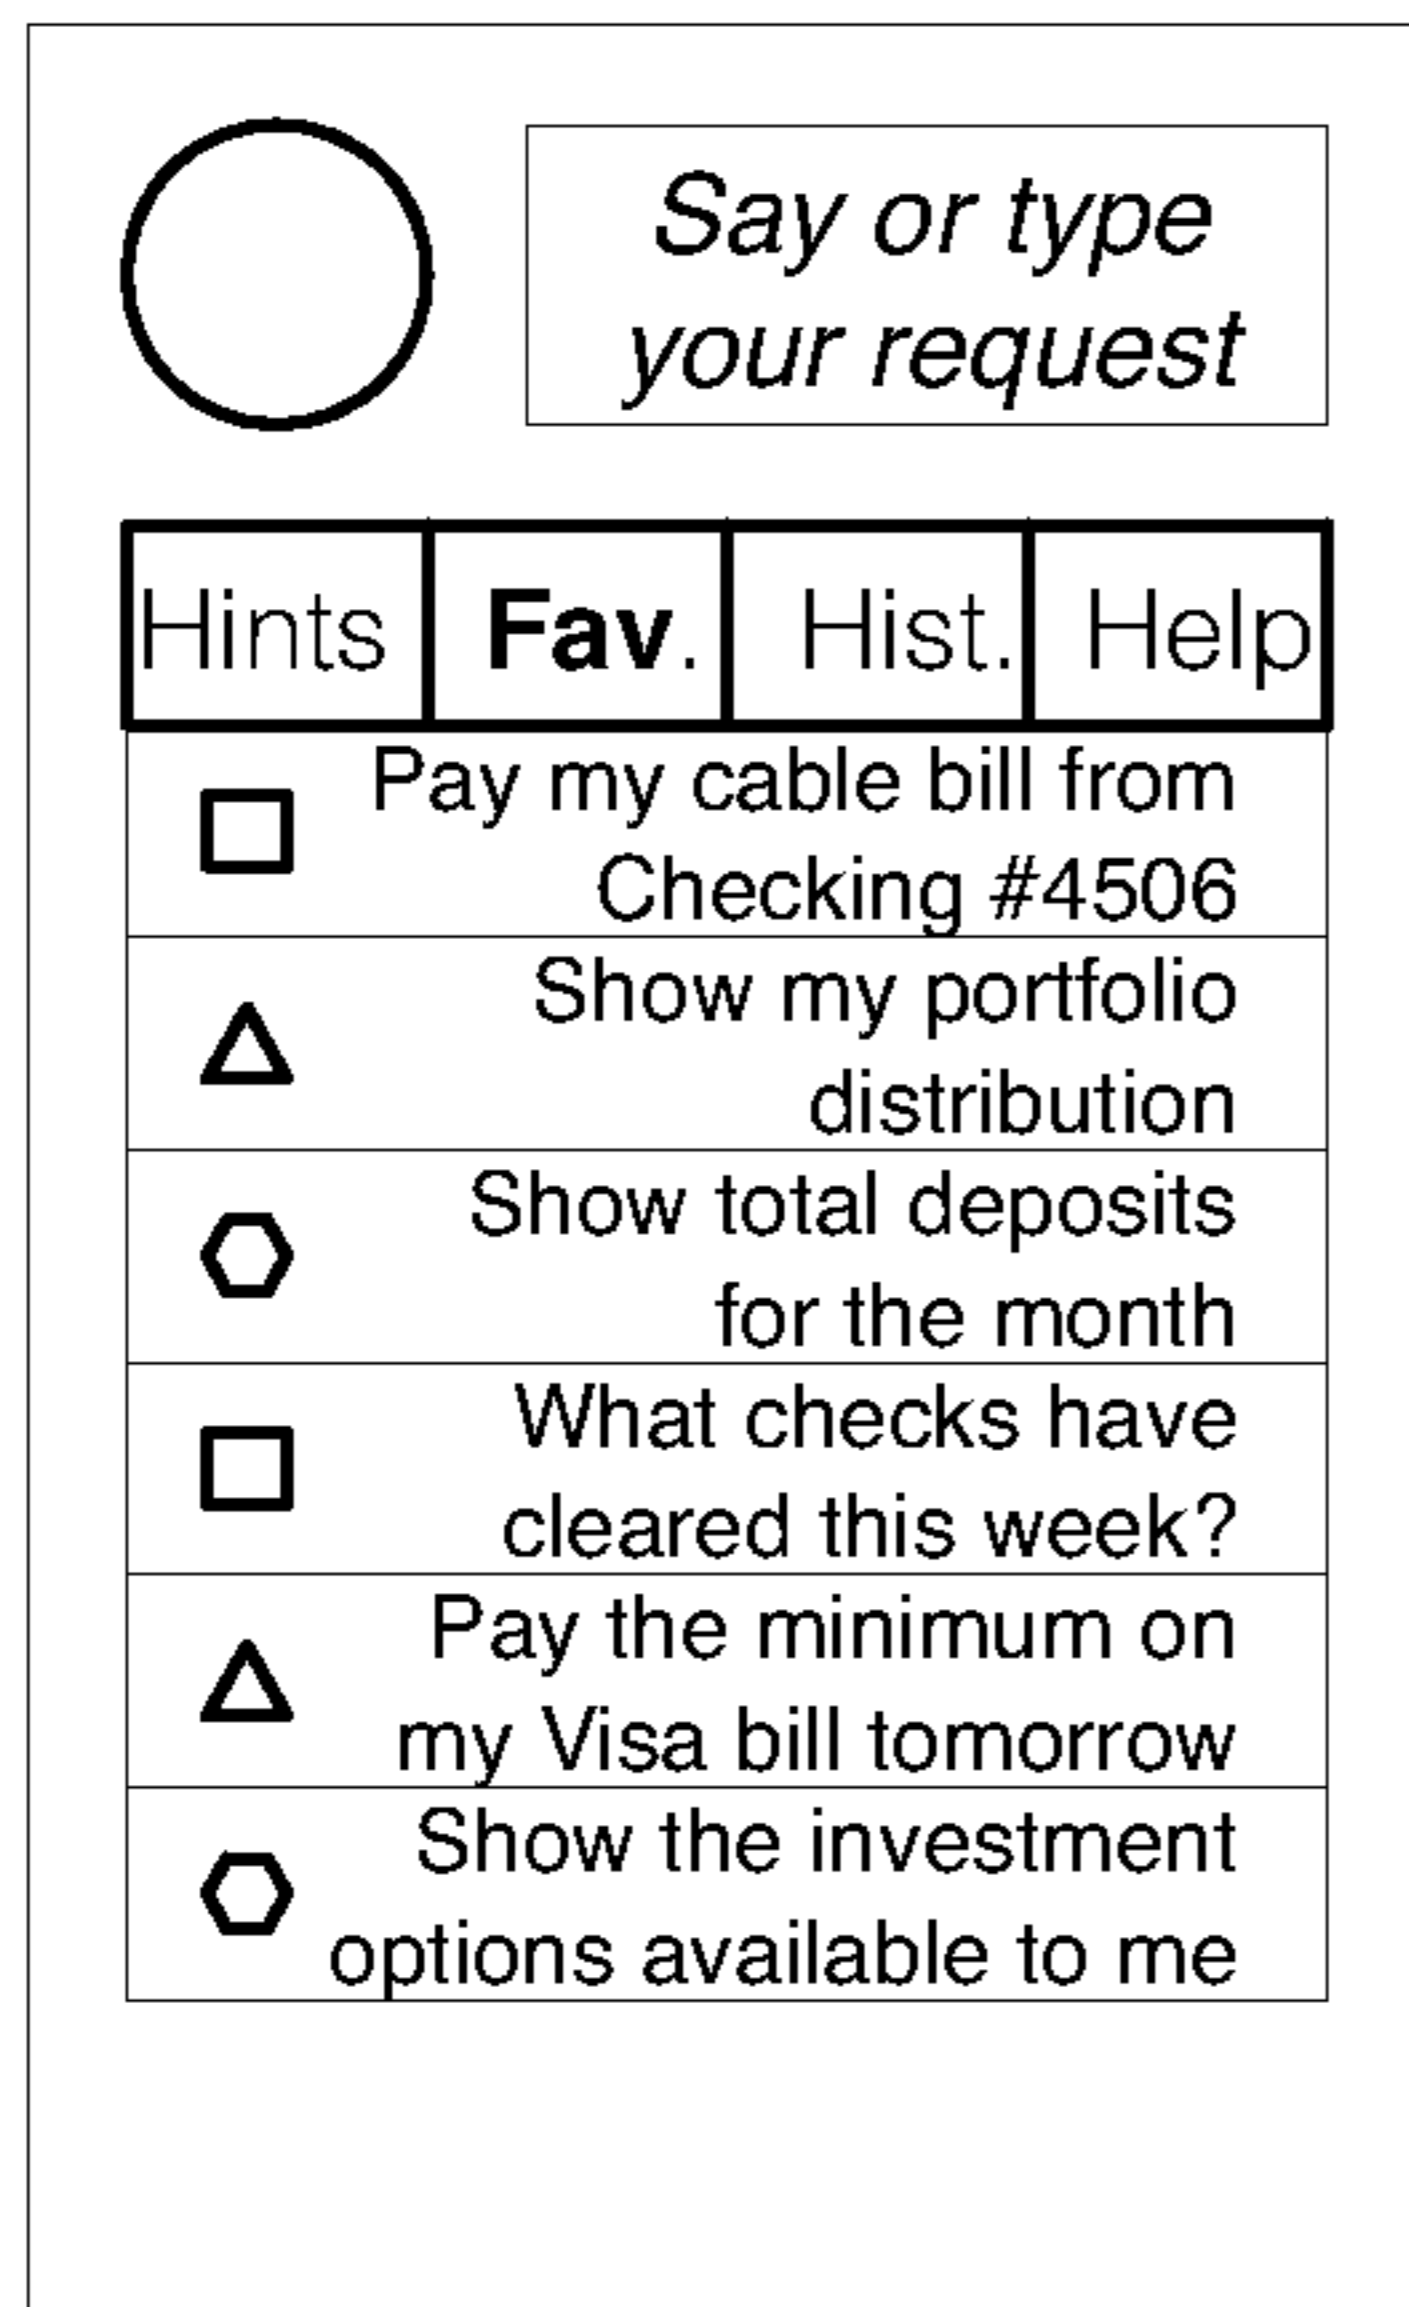 Say or type
your request
Hints Fav. Hist. Help
Pay my cable bill from
Checking #4506
Show my portfolio
distribution
Show total deposits
for the month
What checks have
cleared this week?
Pay the minimum on
my Visa bill tomorrow
Show the investment
options available to me